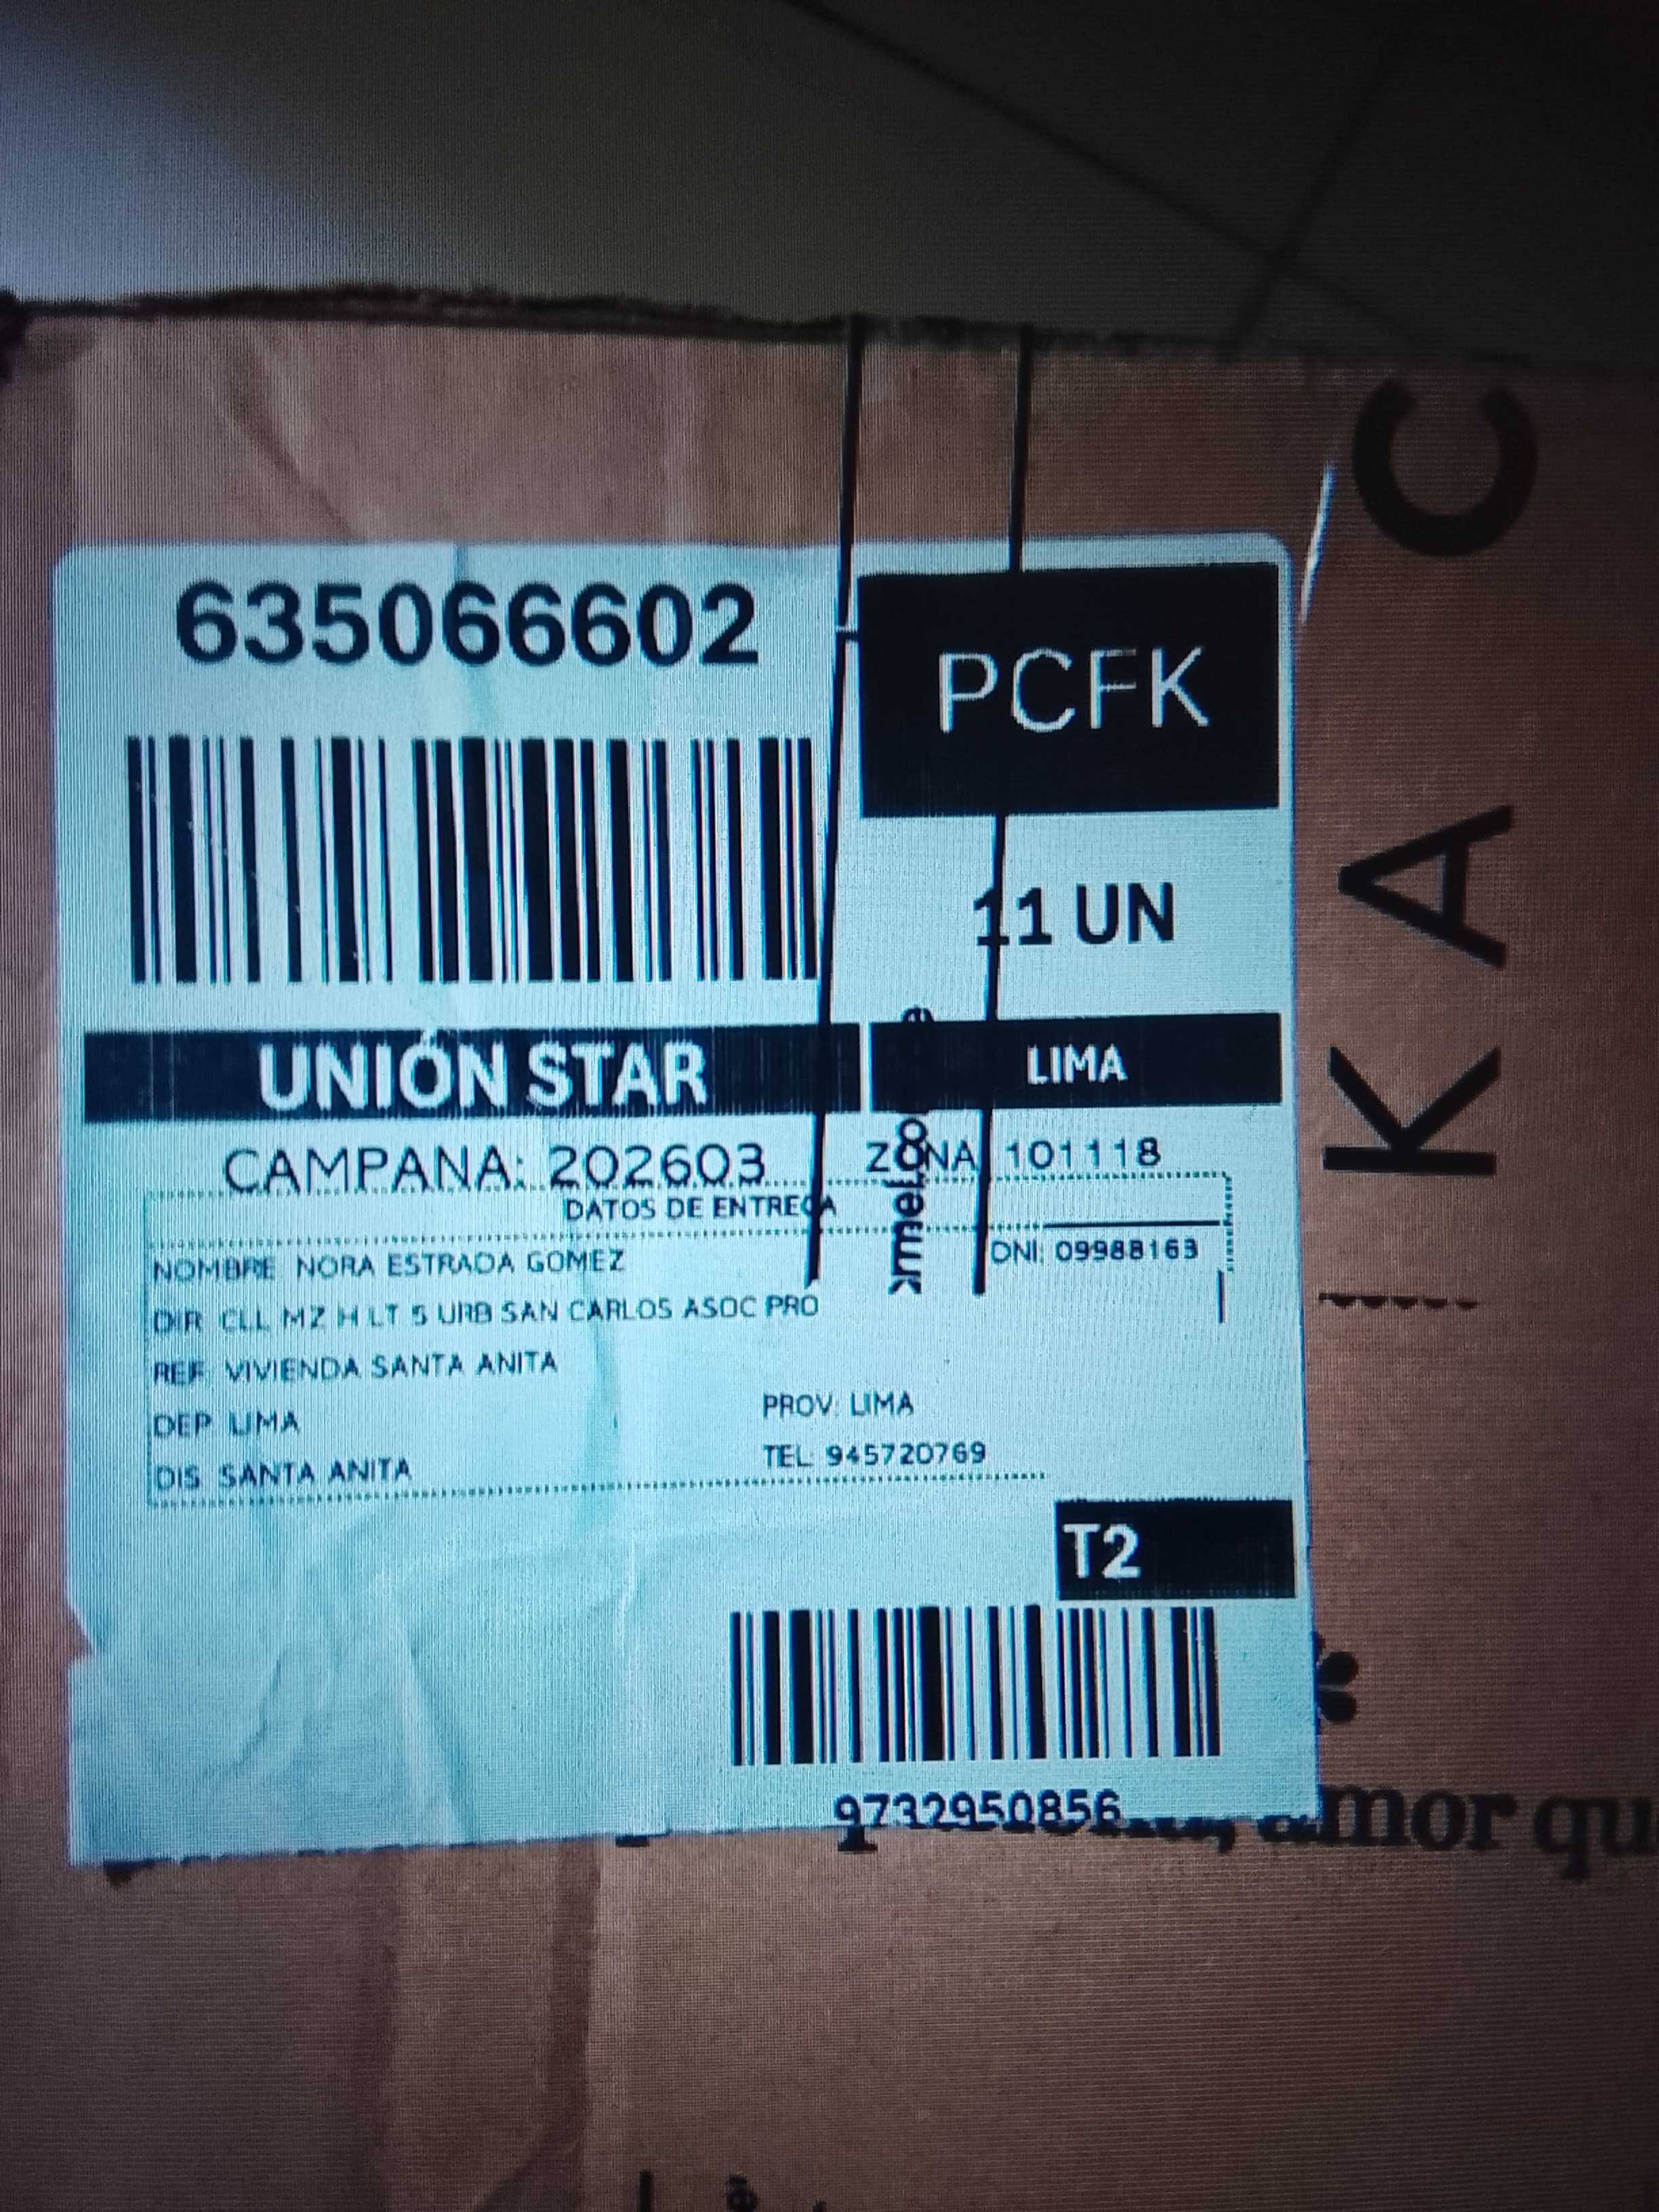 635066602
PCFK
11 UN
UNIÓN STAR
LIMA
CAMPANA: 202603
ZONA 101118
DATOS DE ENTREGA
NOMBRE NORA ESTRADA GOMEZ
DNI: 09988163
DIR CLL MZ H LT 5 URB SAN CARLOS ASOC PRO
REF VIVIENDA SANTA ANITA
DEP LIMA
PROV: LIMA
DIS SANTA ANITA
TEL: 945720769
T2
9732950856
amor qu
K A C